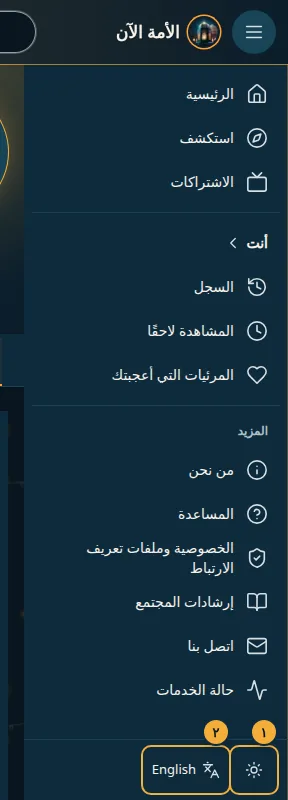 الأمة الآن
الرئيسية
استكشف
الاشتراكات
أنت
السجل
المشاهدة لاحقًا
المرئيات التي أعجبتك
المزيد
من نحن
المساعدة
الخصوصية وملفات تعريف
الارتباط
إرشادات المجتمع
اتصل بنا
حالة الخدمات
١ ٢
English